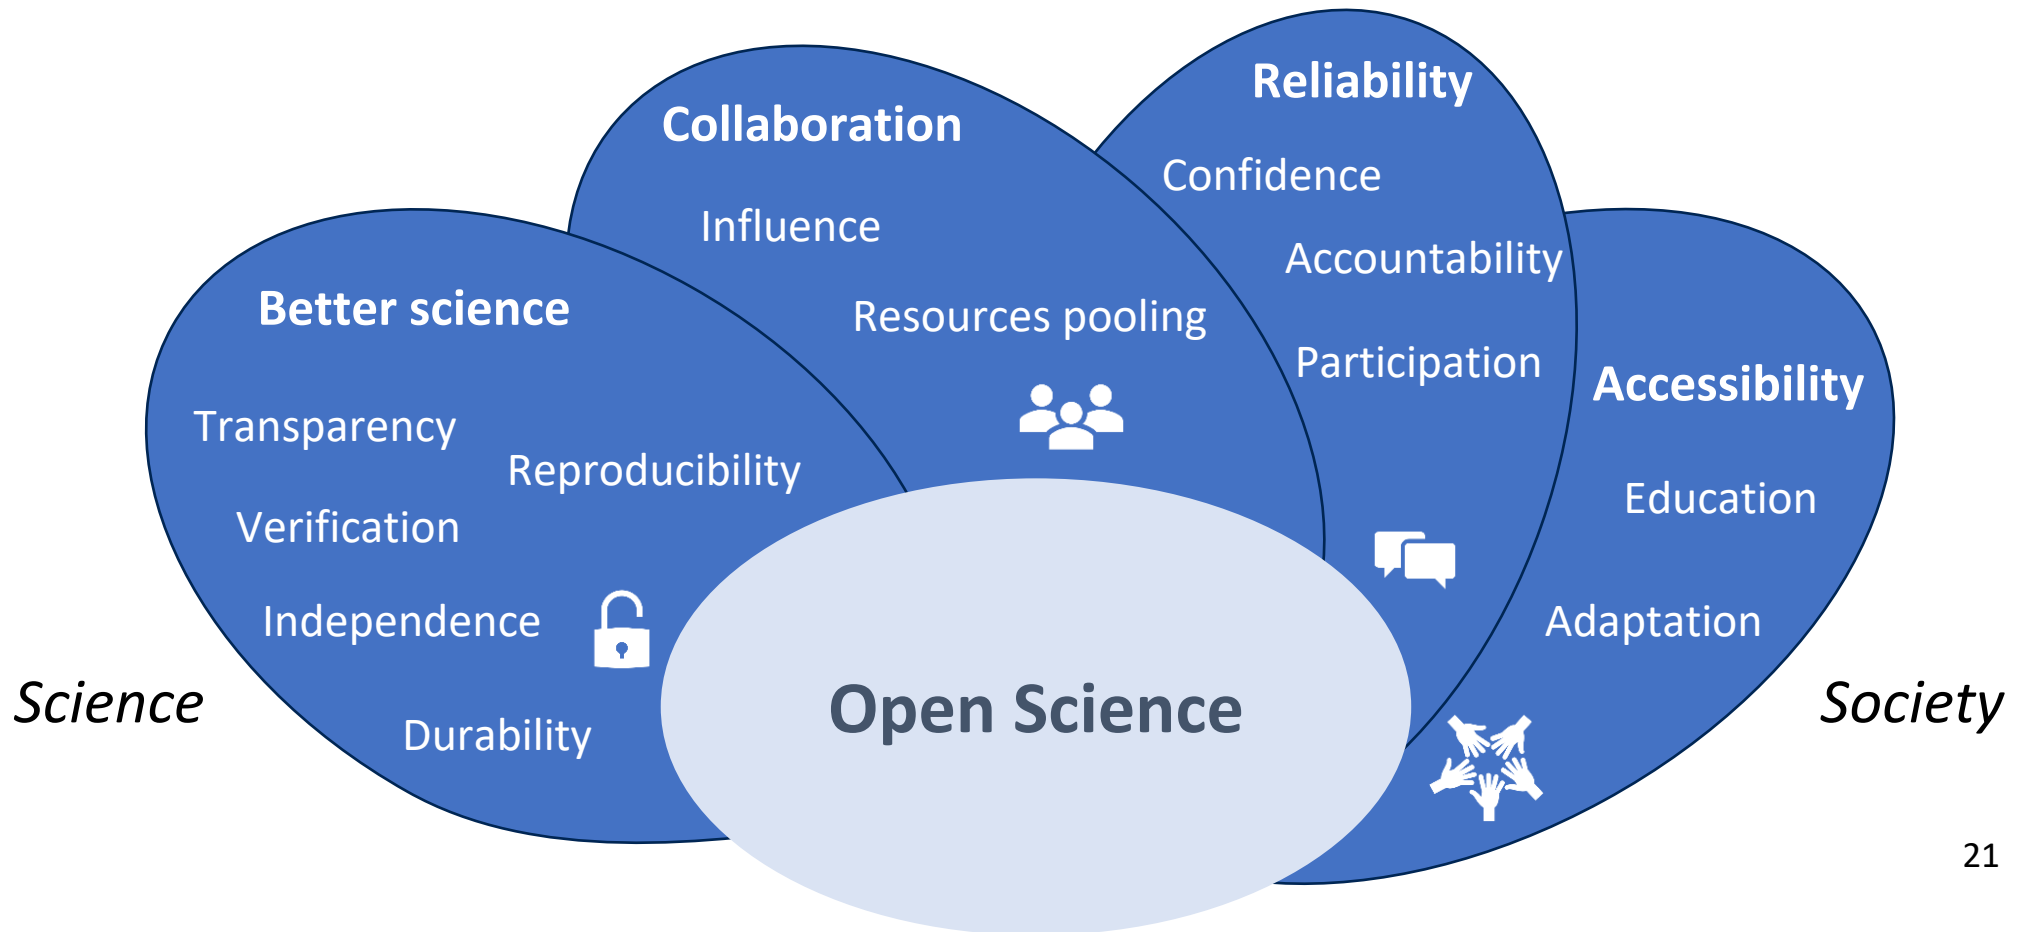 Better science
Transparency
Reproducibility
Verification
Independence
Durability
Collaboration
Influence
Resources pooling
Reliability
Confidence
Accountability
Participation
Accessibility
Education
Adaptation
Open Science
Science
Society
21